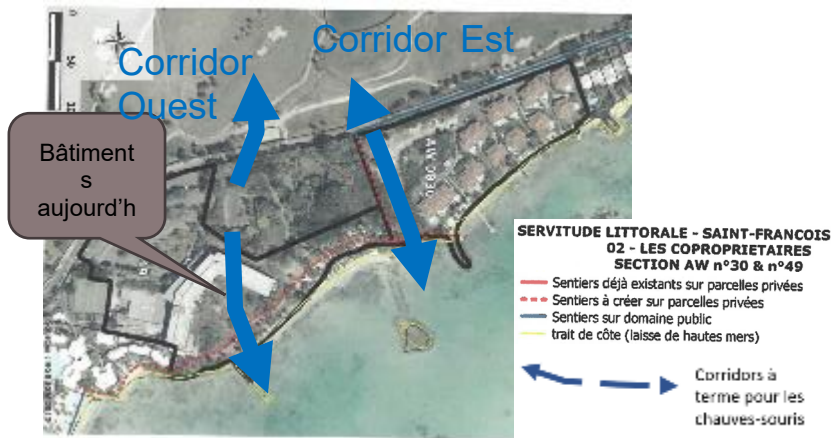 Corridor Est
Corridor
Ouest
Bâtiment
s
aujourd'h
AW 0030
SERVITUDE LITTORALE - SAINT-FRANCOIS
02 - LES COPROPRIETAIRES
SECTION AW n°30 & n°49
Sentiers déjà existants sur parcelles privées
Sentiers à créer sur parcelles privées
Sentiers sur domaine public
trait de côte (laisse de hautes mers)
Corridors à
terme pour les
chauves-souris